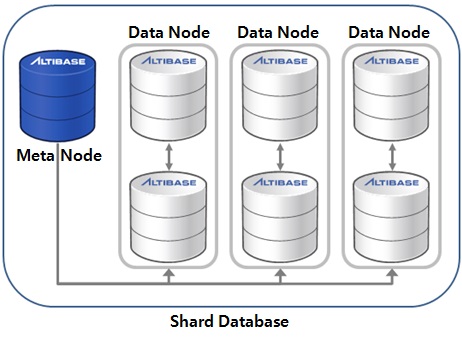 Data Node Data Node Data Node
ALTIBASE ALTIBASE ALTIBASE ALTIBASE
Meta Node
ALTIBASE ALTIBASE ALTIBASE
Shard Database